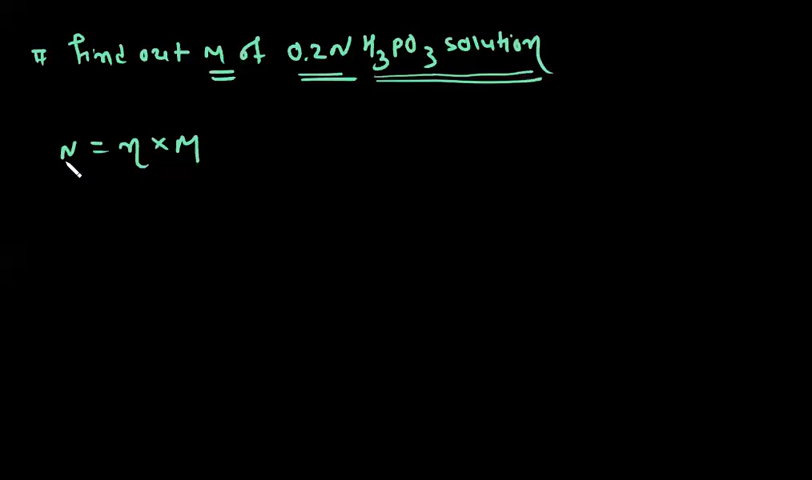 # Find out M of 0.2N H₃PO₃ solution
N = η × M